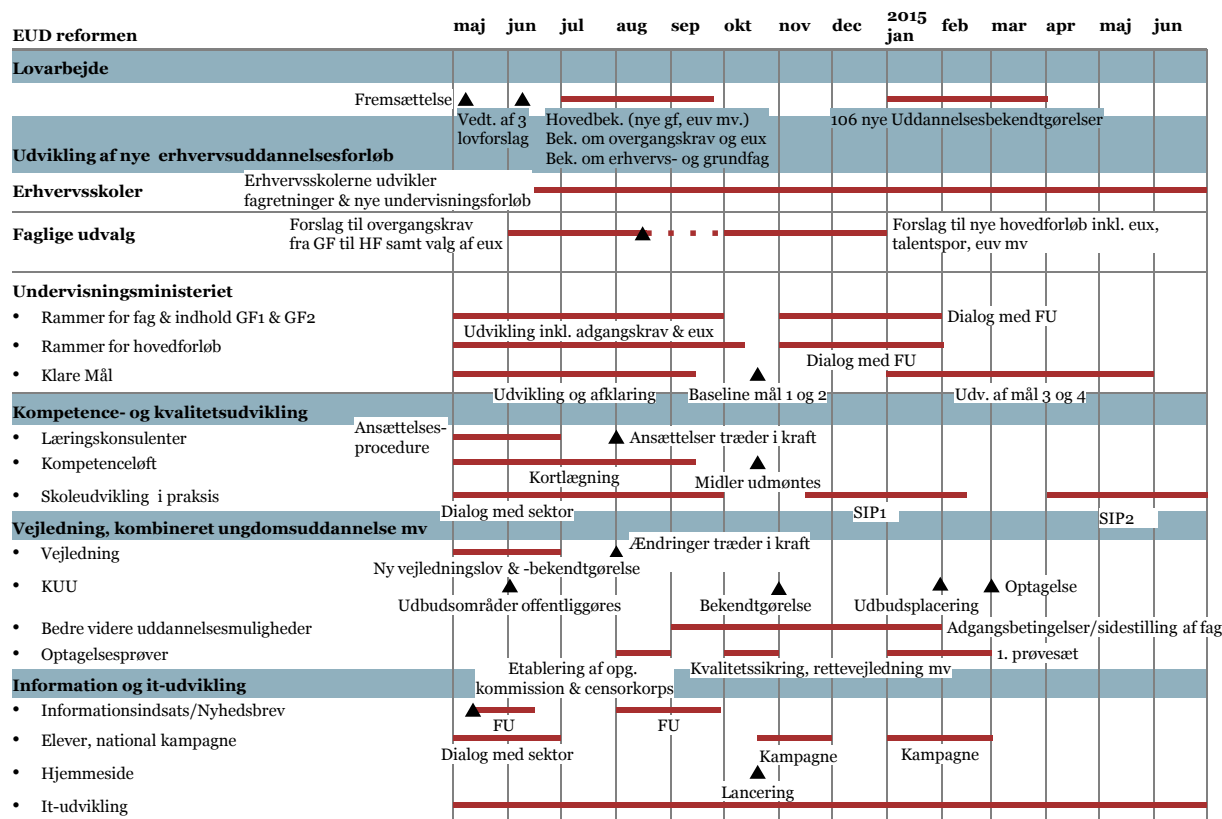 EUD reformen
maj jun jul aug sep okt nov dec 2015 jan feb mar apr maj jun
Lovarbejde
Fremsættelse
Vedt. af 3
lovforslag
Hovedbek. (nye gf, euv mv.)
Bek. om overgangskrav og eux
Bek. om erhvervs- og grundfag
106 nye Uddannelsesbekendtgørelser
Udvikling af nye erhvervsuddannelsesforløb
Erhvervsskoler
Erhvervsskolerne udvikler
fagretninger & nye undervisningsforløb
Faglige udvalg
Forslag til overgangskrav
fra GF til HF samt valg af eux
Forslag til nye hovedforløb inkl. eux,
talentspor, euv mv
Undervisningsministeriet
• Rammer for fag & indhold GF1 & GF2
Dialog med FU
Udvikling inkl. adgangskrav & eux
• Rammer for hovedforløb
Dialog med FU
• Klare Mål
Udvikling og afklaring
Baseline mål 1 og 2
Udv. af mål 3 og 4
Kompetence- og kvalitetsudvikling
• Læringskonsulenter
Ansættelses-
procedure
Ansættelser træder i kraft
• Kompetenceløft
Kortlægning
Midler udmøntes
• Skoleudvikling i praksis
Dialog med sektor
SIP1
SIP2
Vejledning, kombineret ungdomsuddannelse mv
• Vejledning
Ændringer træder i kraft
Ny vejledningslov & -bekendtgørelse
• KUU
Optagelse
Udbudsområder offentliggøres
Bekendtgørelse
Udbudsplacering
• Bedre videre uddannelsesmuligheder
Adgangsbetingelser/sidestilling af fag
• Optagelsesprøver
1. prøvesæt
Etablering af opg.
kommission & censorkorps
Kvalitetssikring, rettevejledning mv
Information og it-udvikling
• Informationsindsats/Nyhedsbrev
FU
FU
• Elever, national kampagne
Dialog med sektor
Kampagne
Kampagne
• Hjemmeside
Lancering
• It-udvikling